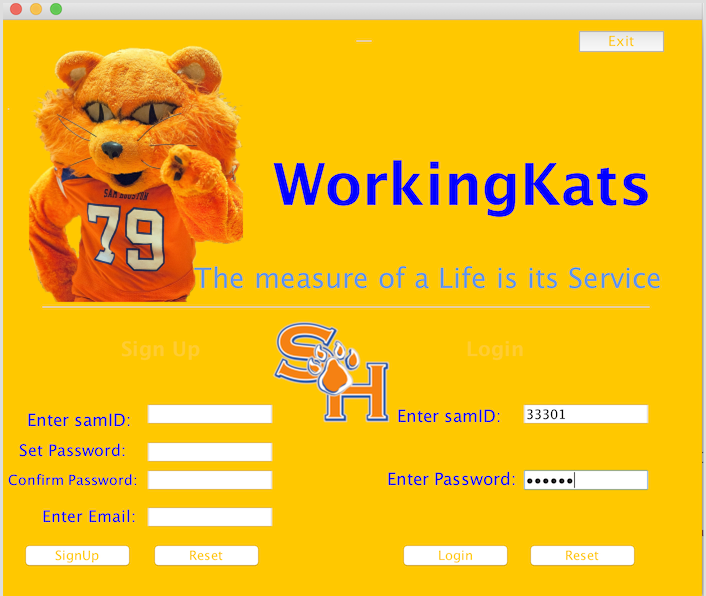 Exit
SAM HOUSTON
79
WorkingKats
The measure of a Life is its Service
Sign Up
Login
SH
Enter samID:
Enter samID: 33301
Set Password:
Confirm Password:
Enter Password: ••••••
Enter Email:
SignUp Reset Login Reset